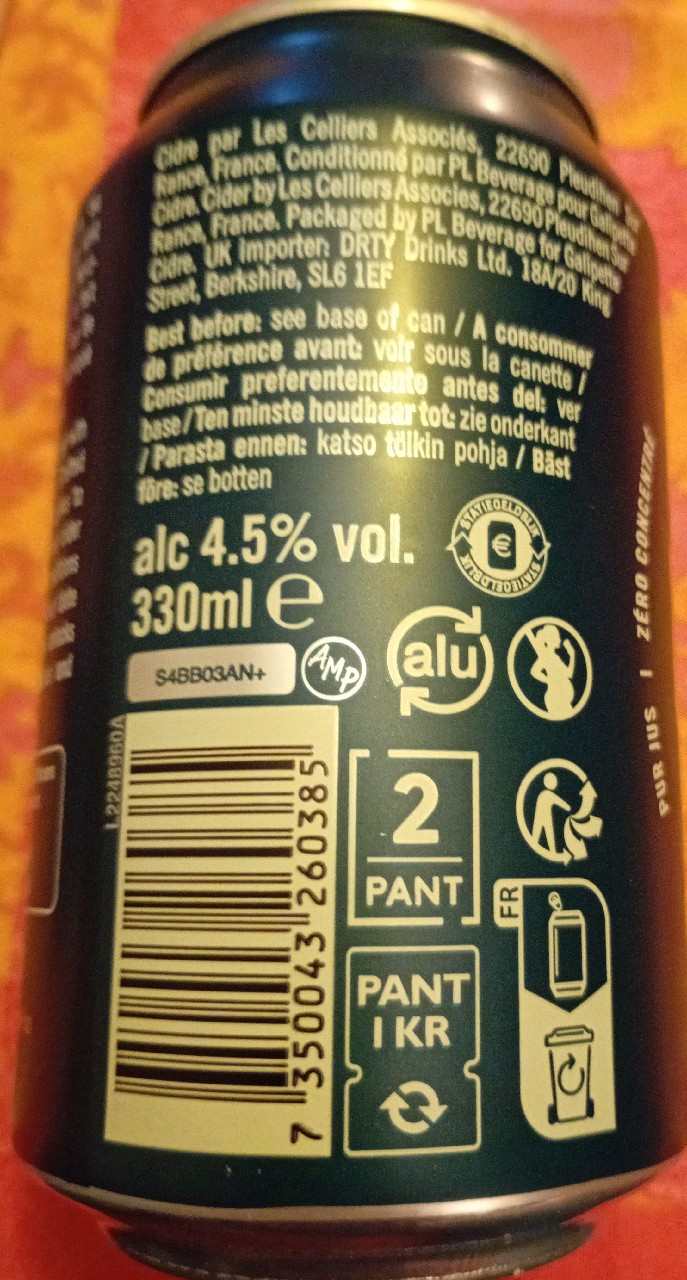 Cidre par Les Celliers Associés, 22690 Pleudihen Sur
Rance, France. Conditionné par PL Beverage pour Galipette
Cidre. Cider by Les Celliers Associes, 22690 Pleudihen Sur
Rance, France. Packaged by PL Beverage for Galipette
Cidre. UK Importer: DRTY Drinks Ltd. 18A/20 King
Street, Berkshire, SL6 1EF
Best before: see base of can / A consommer
de préférence avant: voir sous la canette /
Consumir preferentemente antes del: ver
base/Ten minste houdbaar tot: zie onderkant
/ Parasta ennen: katso tölkin pohja / Bäst
före: se botten
alc 4.5% vol.
330ml e
STATIEGELDBLIK
STATIEGELDBLIK
€
S4BB03AN+
AMP
alu
L2248960A
7 350043 260385
2
PANT
PANT
1 KR
FR
PUR JUS | ZÉRO CONCENTRÉ